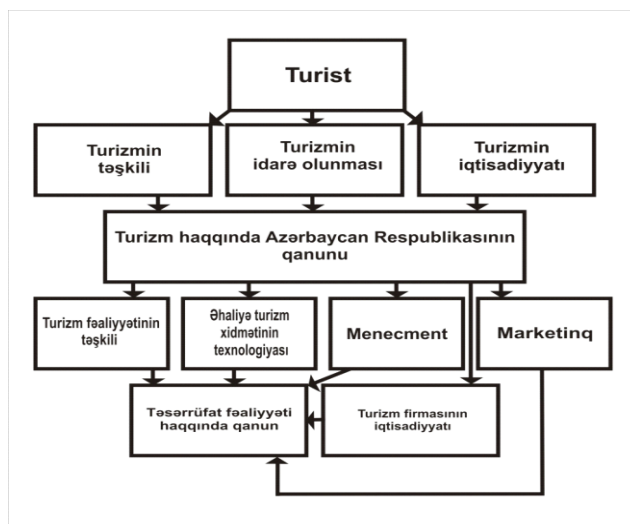 Turist
Turizmin
təşkili
Turizmin
idarə olunması
Turizmin
iqtisadiyyatı
Turizm haqqında Azərbaycan Respublikasının
qanunu
Turizm fəaliyyətinin
təşkili
Əhaliyə turizm
xidmətinin
texnologiyası
Menecment
Marketinq
Təsərrüfat fəaliyyəti
haqqında qanun
Turizm firmasının
iqtisadiyyatı